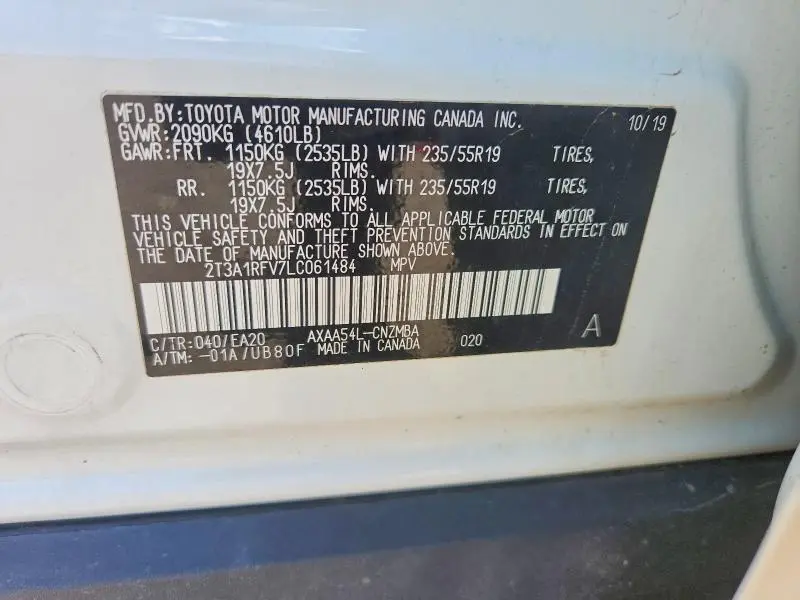 MFD.BY:TOYOTA MOTOR MANUFACTURING CANADA INC. 10/19
GVWR:2090KG (4610LB)
GAWR:FRT. 1150KG (2535LB) WITH 235/55R19 TIRES,
19X7.5J RIMS.
RR. 1150KG (2535LB) WITH 235/55R19 TIRES,
19X7.5J RIMS.
THIS VEHICLE CONFORMS TO ALL APPLICABLE FEDERAL MOTOR
VEHICLE SAFETY AND THEFT PREVENTION STANDARDS IN EFFECT ON
THE DATE OF MANUFACTURE SHOWN ABOVE.
2T3A1RFV7LC061484 MPV
C/TR:040/EA20 AXAA54L-CNZMBA 020 A
A/TM:-01A/UB80F MADE IN CANADA